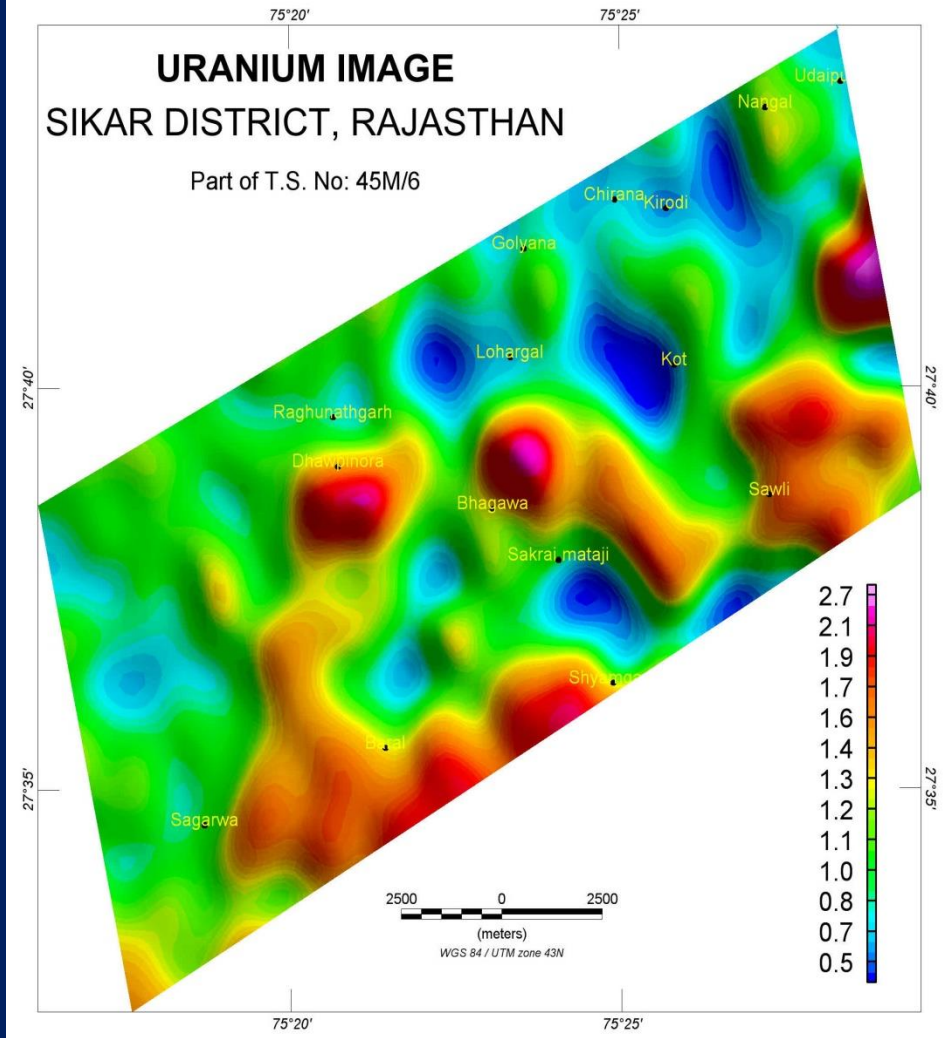 75°20'
75°25'
URANIUM IMAGE
SIKAR DISTRICT, RAJASTHAN
Part of T.S. No: 45M/6
Udaipu
Nangal
Chirana
Kirodi
Golyana
Lohargal
Kot
27°40'
27°40'
Raghunathgarh
Dhawpinora
Sawli
Bhagawa
Sakrai mataji
Shyamga
27°35'
27°35'
Sagarwa
2.7
2.1
1.9
1.7
1.6
1.4
1.3
1.2
1.1
1.0
0.8
0.7
0.5
2500 0 2500
(meters)
WGS 84 / UTM zone 43N
75°20'
75°25'